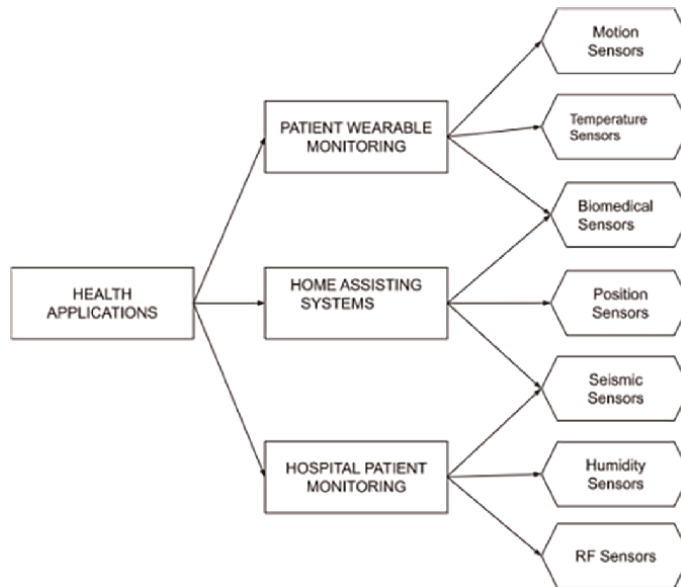 Motion
Sensors
PATIENT WEARABLE
MONITORING
Temperature
Sensors
Biomedical
Sensors
HEALTH
APPLICATIONS
HOME ASSISTING
SYSTEMS
Position
Sensors
Seismic
Sensors
HOSPITAL PATIENT
MONITORING
Humidity
Sensors
RF Sensors